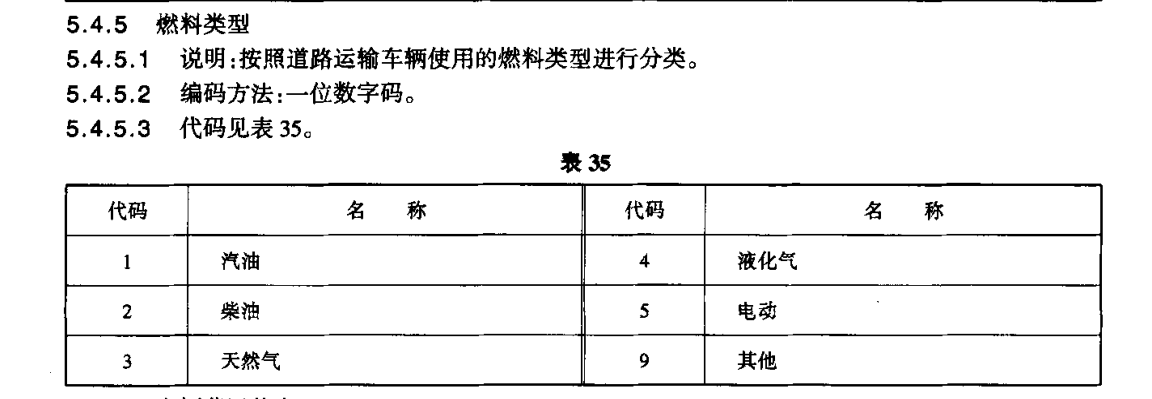 5.4.5 燃料类型
5.4.5.1 说明:按照道路运输车辆使用的燃料类型进行分类。
5.4.5.2 编码方法:一位数字码。
5.4.5.3 代码见表 35。
表 35
代码 名 称 代码 名 称
1 汽油 4 液化气
2 柴油 5 电动
3 天然气 9 其他